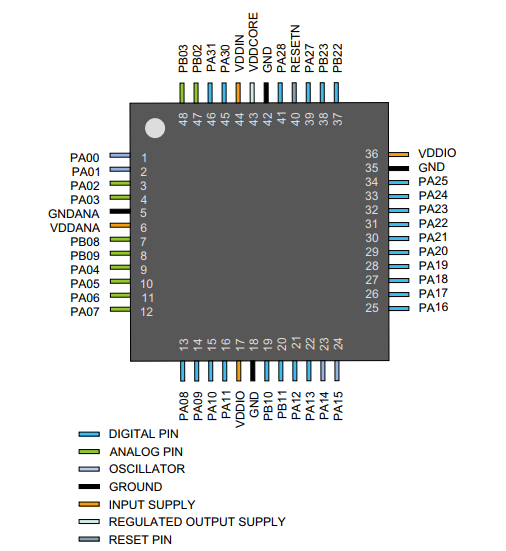 PB03 PB02 PA31 PA30 VDDIN VDDCORE GND PA28 RESETN PA27 PB23 PB22
48 47 46 45 44 43 42 41 40 39 38 37
PA00 1
PA01 2
PA02 3
PA03 4
GNDANA 5
VDDANA 6
PB08 7
PB09 8
PA04 9
PA05 10
PA06 11
PA07 12
36 VDDIO
35 GND
34 PA25
33 PA24
32 PA23
31 PA22
30 PA21
29 PA20
28 PA19
27 PA18
26 PA17
25 PA16
13 14 15 16 17 18 19 20 21 22 23 24
PA08 PA09 PA10 PA11 VDDIO GND PB10 PB11 PA12 PA13 PA14 PA15
DIGITAL PIN
ANALOG PIN
OSCILLATOR
GROUND
INPUT SUPPLY
REGULATED OUTPUT SUPPLY
RESET PIN